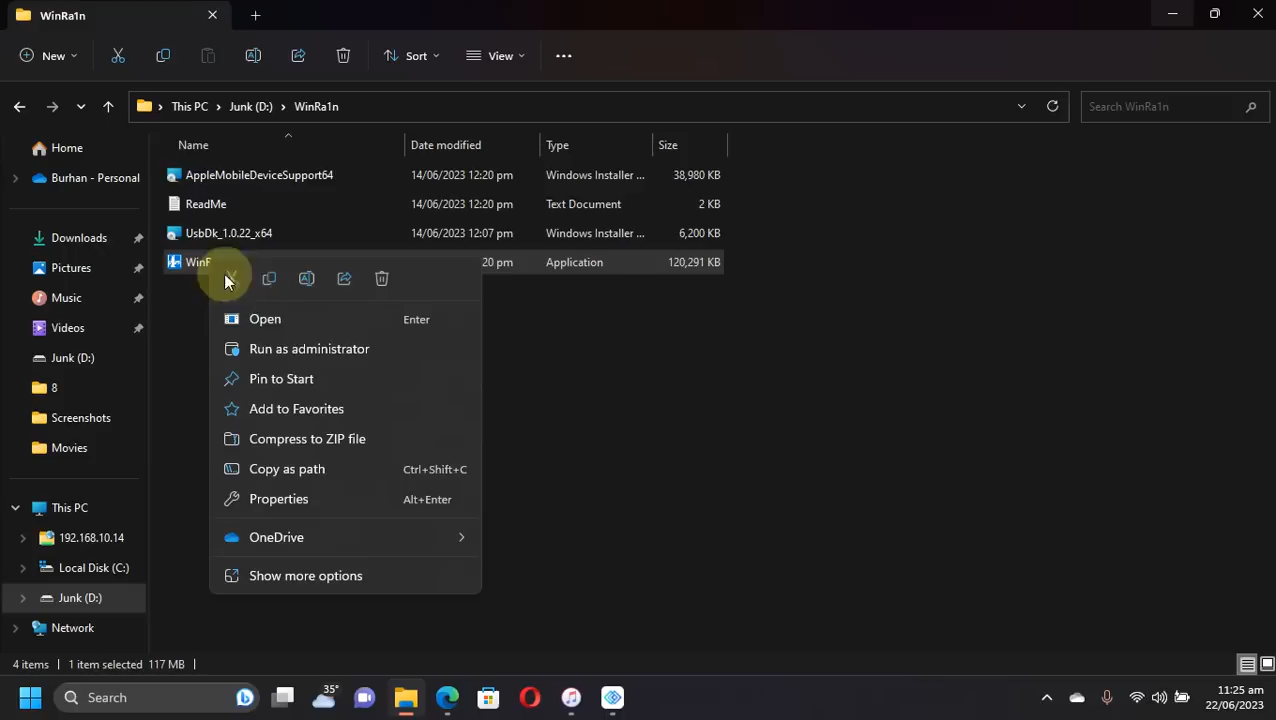 WinRa1n
New
Sort
View
This PC
Junk (D:)
WinRa1n
Search WinRa1n
Name
Date modified
Type
Size
Home
Burhan - Personal
Downloads
Pictures
Music
Videos
Junk (D:)
8
Screenshots
Movies
This PC
192.168.10.14
Local Disk (C:)
Junk (D:)
Network
AppleMobileDeviceSupport64 14/06/2023 12:20 pm Windows Installer ... 38,980 KB
ReadMe 14/06/2023 12:20 pm Text Document 2 KB
UsbDk_1.0.22_x64 14/06/2023 12:07 pm Windows Installer ... 6,200 KB
20 pm Application 120,291 KB
Open Enter
Run as administrator
Pin to Start
Add to Favorites
Compress to ZIP file
Copy as path Ctrl+Shift+C
Properties Alt+Enter
OneDrive
Show more options
4 items 1 item selected 117 MB
Search
35°
11:25 am
22/06/2023